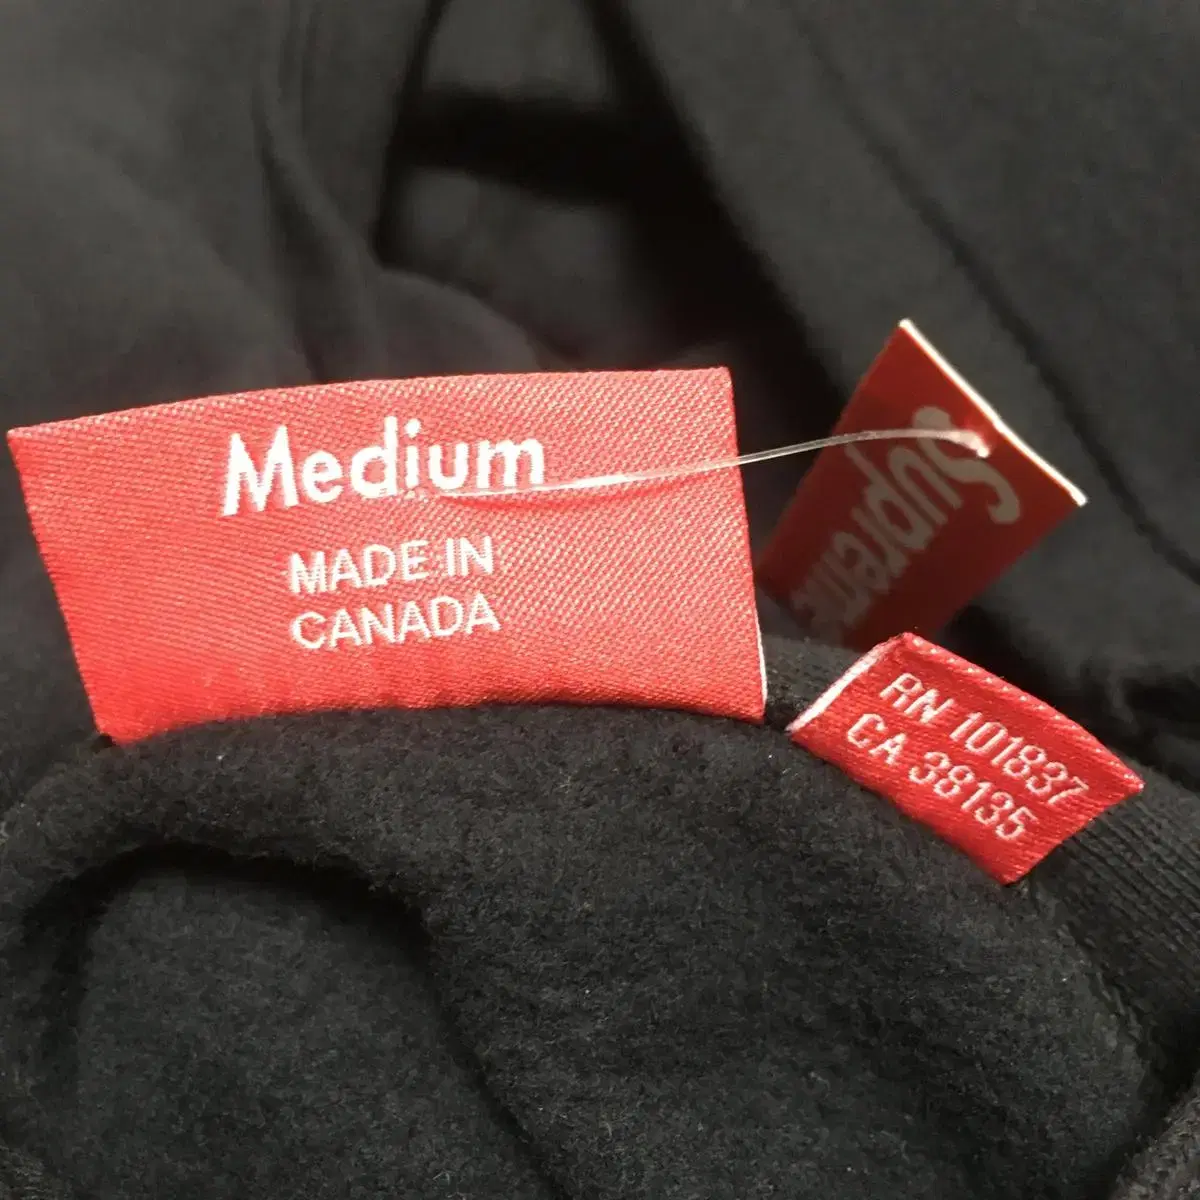 Medium
MADE IN
CANADA
Supreme
RN 101837
CA 38135